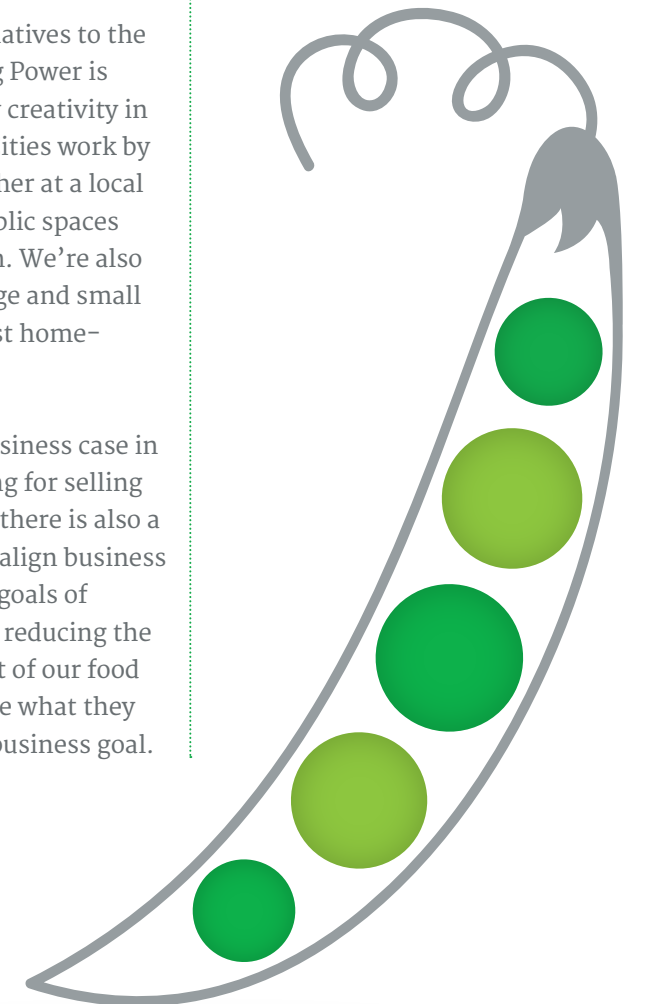 atives to the
g Power is
creativity in
ities work by
her at a local
blic spaces
n. We’re also
ge and small
st home-
siness case in
ng for selling
there is also a
align business
goals of
reducing the
t of our food
e what they
business goal.